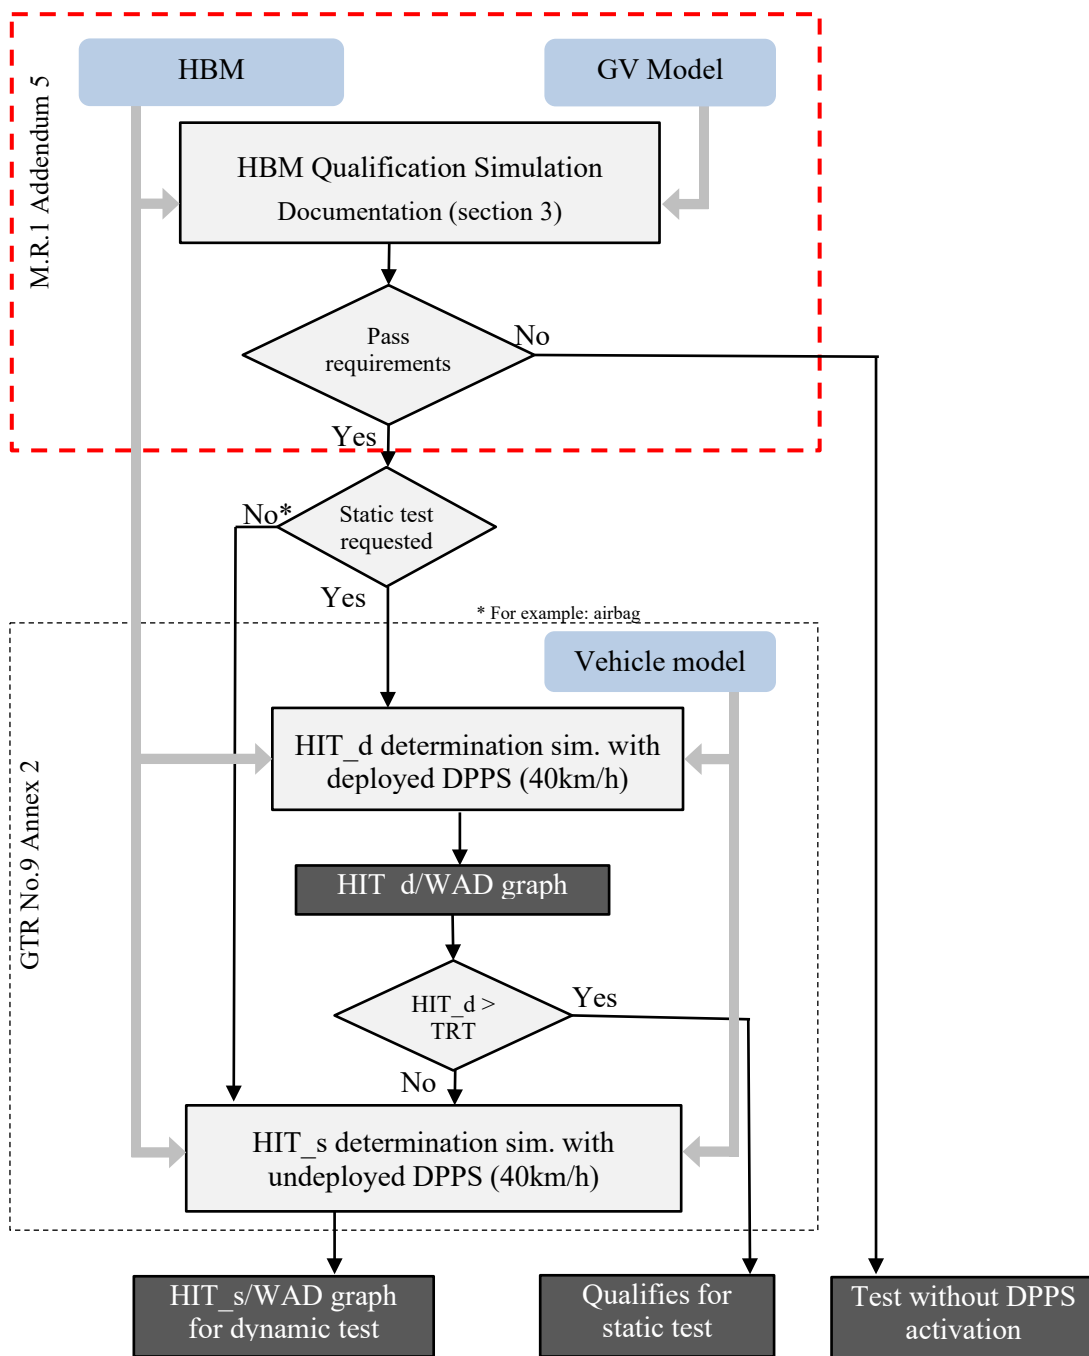 M.R.1 Addendum 5
HBM
GV Model
HBM Qualification Simulation
Documentation (section 3)
Pass
requirements
No
Yes
No*
Static test
requested
Yes
* For example: airbag
GTR No.9 Annex 2
Vehicle model
HIT_d determination sim. with
deployed DPPS (40km/h)
HIT d/WAD graph
HIT_d >
TRT
Yes
No
HIT_s determination sim. with
undeployed DPPS (40km/h)
HIT_s/WAD graph
for dynamic test
Qualifies for
static test
Test without DPPS
activation